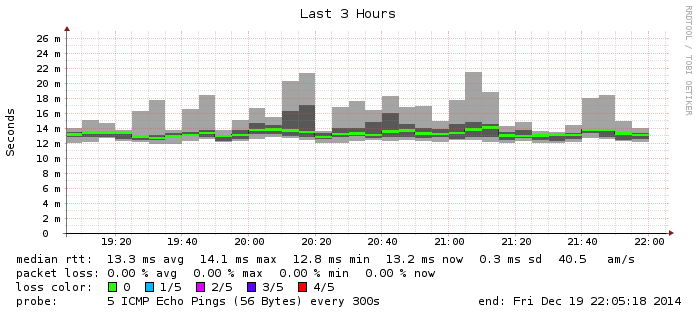 Last 3 Hours
RRDTOOL / TOBI OETIKER
Seconds
26 m
24 m
22 m
20 m
18 m
16 m
14 m
12 m
10 m
8 m
6 m
4 m
2 m
0
19:20 19:40 20:00 20:20 20:40 21:00 21:20 21:40 22:00
median rtt: 13.3 ms avg 14.1 ms max 12.8 ms min 13.2 ms now 0.3 ms sd 40.5 am/s
packet loss: 0.00 % avg 0.00 % max 0.00 % min 0.00 % now
loss color: 0 1/5 2/5 3/5 4/5
probe: 5 ICMP Echo Pings (56 Bytes) every 300s end: Fri Dec 19 22:05:18 2014